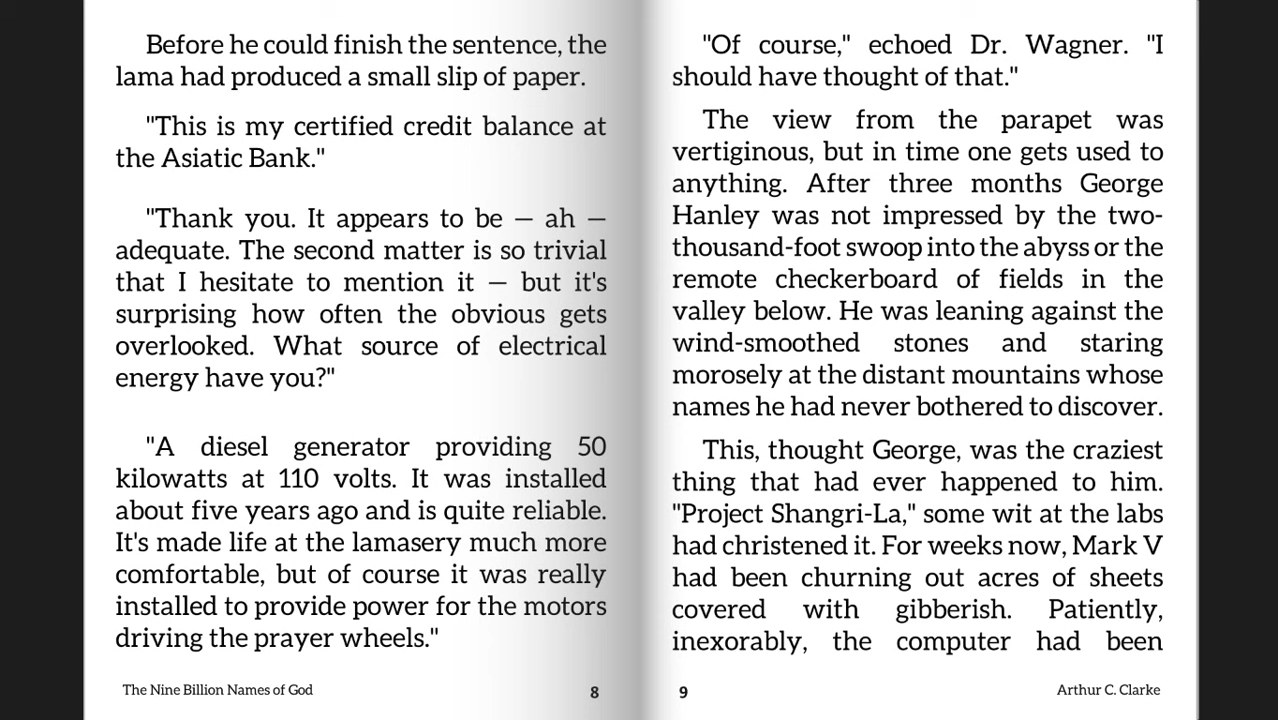 Before he could finish the sentence, the
lama had produced a small slip of paper.
"This is my certified credit balance at
the Asiatic Bank."
"Thank you. It appears to be — ah —
adequate. The second matter is so trivial
that I hesitate to mention it — but it's
surprising how often the obvious gets
overlooked. What source of electrical
energy have you?"
"A diesel generator providing 50
kilowatts at 110 volts. It was installed
about five years ago and is quite reliable.
It's made life at the lamasery much more
comfortable, but of course it was really
installed to provide power for the motors
driving the prayer wheels."
The Nine Billion Names of God
8
"Of course," echoed Dr. Wagner. "I
should have thought of that."
The view from the parapet was
vertiginous, but in time one gets used to
anything. After three months George
Hanley was not impressed by the two-
thousand-foot swoop into the abyss or the
remote checkerboard of fields in the
valley below. He was leaning against the
wind-smoothed stones and staring
morosely at the distant mountains whose
names he had never bothered to discover.
This, thought George, was the craziest
thing that had ever happened to him.
"Project Shangri-La," some wit at the labs
had christened it. For weeks now, Mark V
had been churning out acres of sheets
covered with gibberish. Patiently,
inexorably, the computer had been
9
Arthur C. Clarke